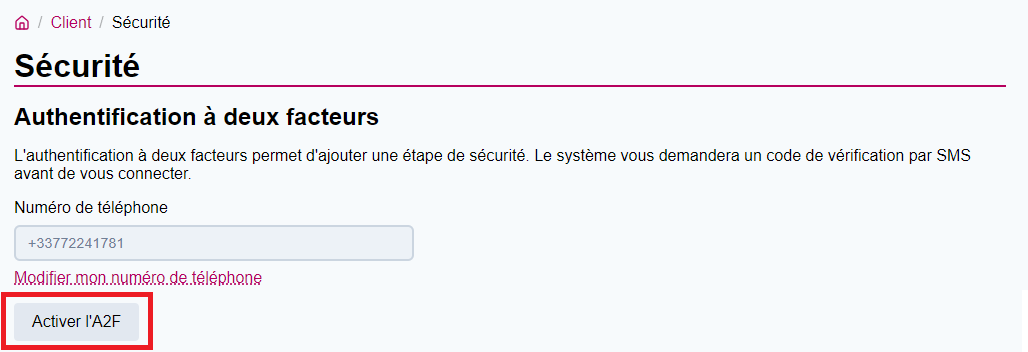 / Client / Sécurité
Sécurité
Authentification à deux facteurs
L'authentification à deux facteurs permet d'ajouter une étape de sécurité. Le système vous demandera un code de vérification par SMS
avant de vous connecter.
Numéro de téléphone
+33772241781
Modifier mon numéro de téléphone
Activer l'A2F